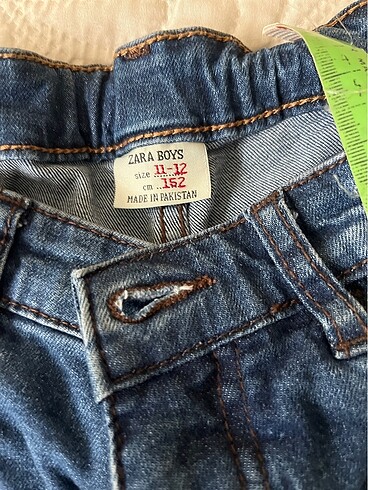 ZARA BOYS
size 11-12
cm 152
MADE IN PAKISTAN